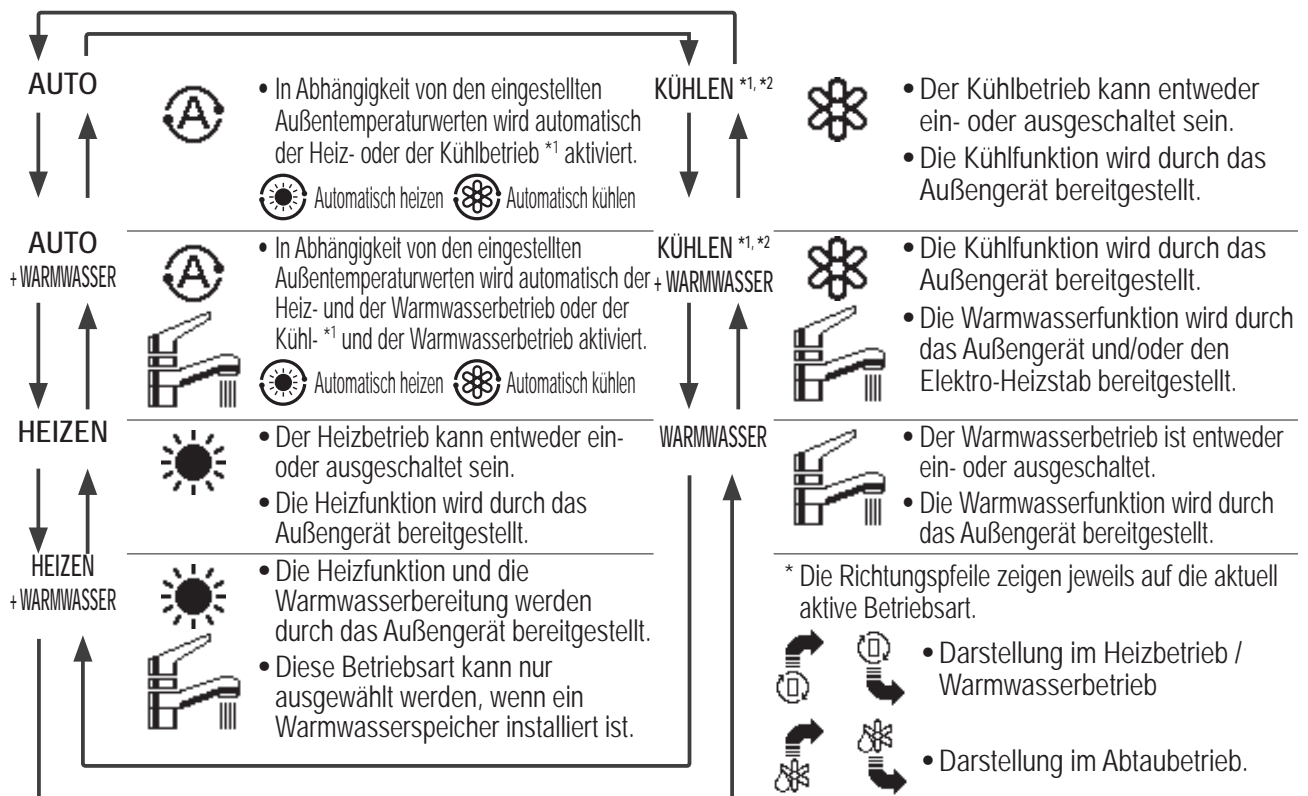 AUTO
• In Abhängigkeit von den eingestellten
Außentemperaturwerten wird automatisch
der Heiz- oder der Kühlbetrieb *1 aktiviert.
Automatisch heizen Automatisch kühlen
AUTO
+ WARMWASSER
• In Abhängigkeit von den eingestellten
Außentemperaturwerten wird automatisch der
Heiz- und der Warmwasserbetrieb oder der
Kühl- *1 und der Warmwasserbetrieb aktiviert.
Automatisch heizen Automatisch kühlen
HEIZEN
• Der Heizbetrieb kann entweder ein-
oder ausgeschaltet sein.
• Die Heizfunktion wird durch das
Außengerät bereitgestellt.
HEIZEN
+ WARMWASSER
• Die Heizfunktion und die
Warmwasserbereitung werden
durch das Außengerät bereitgestellt.
• Diese Betriebsart kann nur
ausgewählt werden, wenn ein
Warmwasserspeicher installiert ist.
KÜHLEN *1, *2
• Der Kühlbetrieb kann entweder
ein- oder ausgeschaltet sein.
• Die Kühlfunktion wird durch das
Außengerät bereitgestellt.
KÜHLEN *1, *2
+ WARMWASSER
• Die Kühlfunktion wird durch das
Außengerät bereitgestellt.
• Die Warmwasserfunktion wird durch
das Außengerät und/oder den
Elektro-Heizstab bereitgestellt.
WARMWASSER
• Der Warmwasserbetrieb ist entweder
ein- oder ausgeschaltet.
• Die Warmwasserfunktion wird durch
das Außengerät bereitgestellt.
* Die Richtungspfeile zeigen jeweils auf die aktuell
aktive Betriebsart.
• Darstellung im Heizbetrieb /
Warmwasserbetrieb
• Darstellung im Abtaubetrieb.